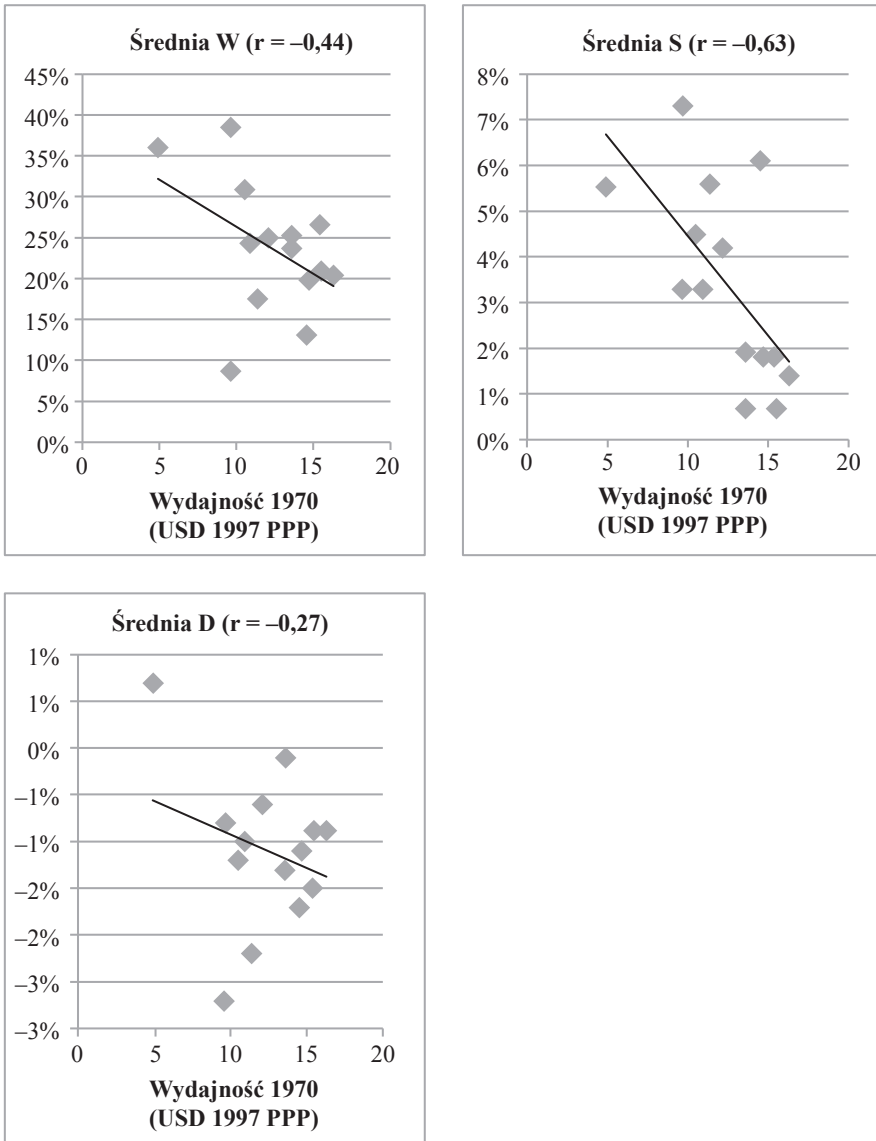 Średnia W (r = –0,44)
45%
40%
35%
30%
25%
20%
15%
10%
5%
0%
0 5 10 15 20
Wydajność 1970
(USD 1997 PPP)
Średnia S (r = –0,63)
8%
7%
6%
5%
4%
3%
2%
1%
0%
0 5 10 15 20
Wydajność 1970
(USD 1997 PPP)
Średnia D (r = –0,27)
1%
1%
0%
–1%
–1%
–2%
–2%
–3%
–3%
0 5 10 15 20
Wydajność 1970
(USD 1997 PPP)